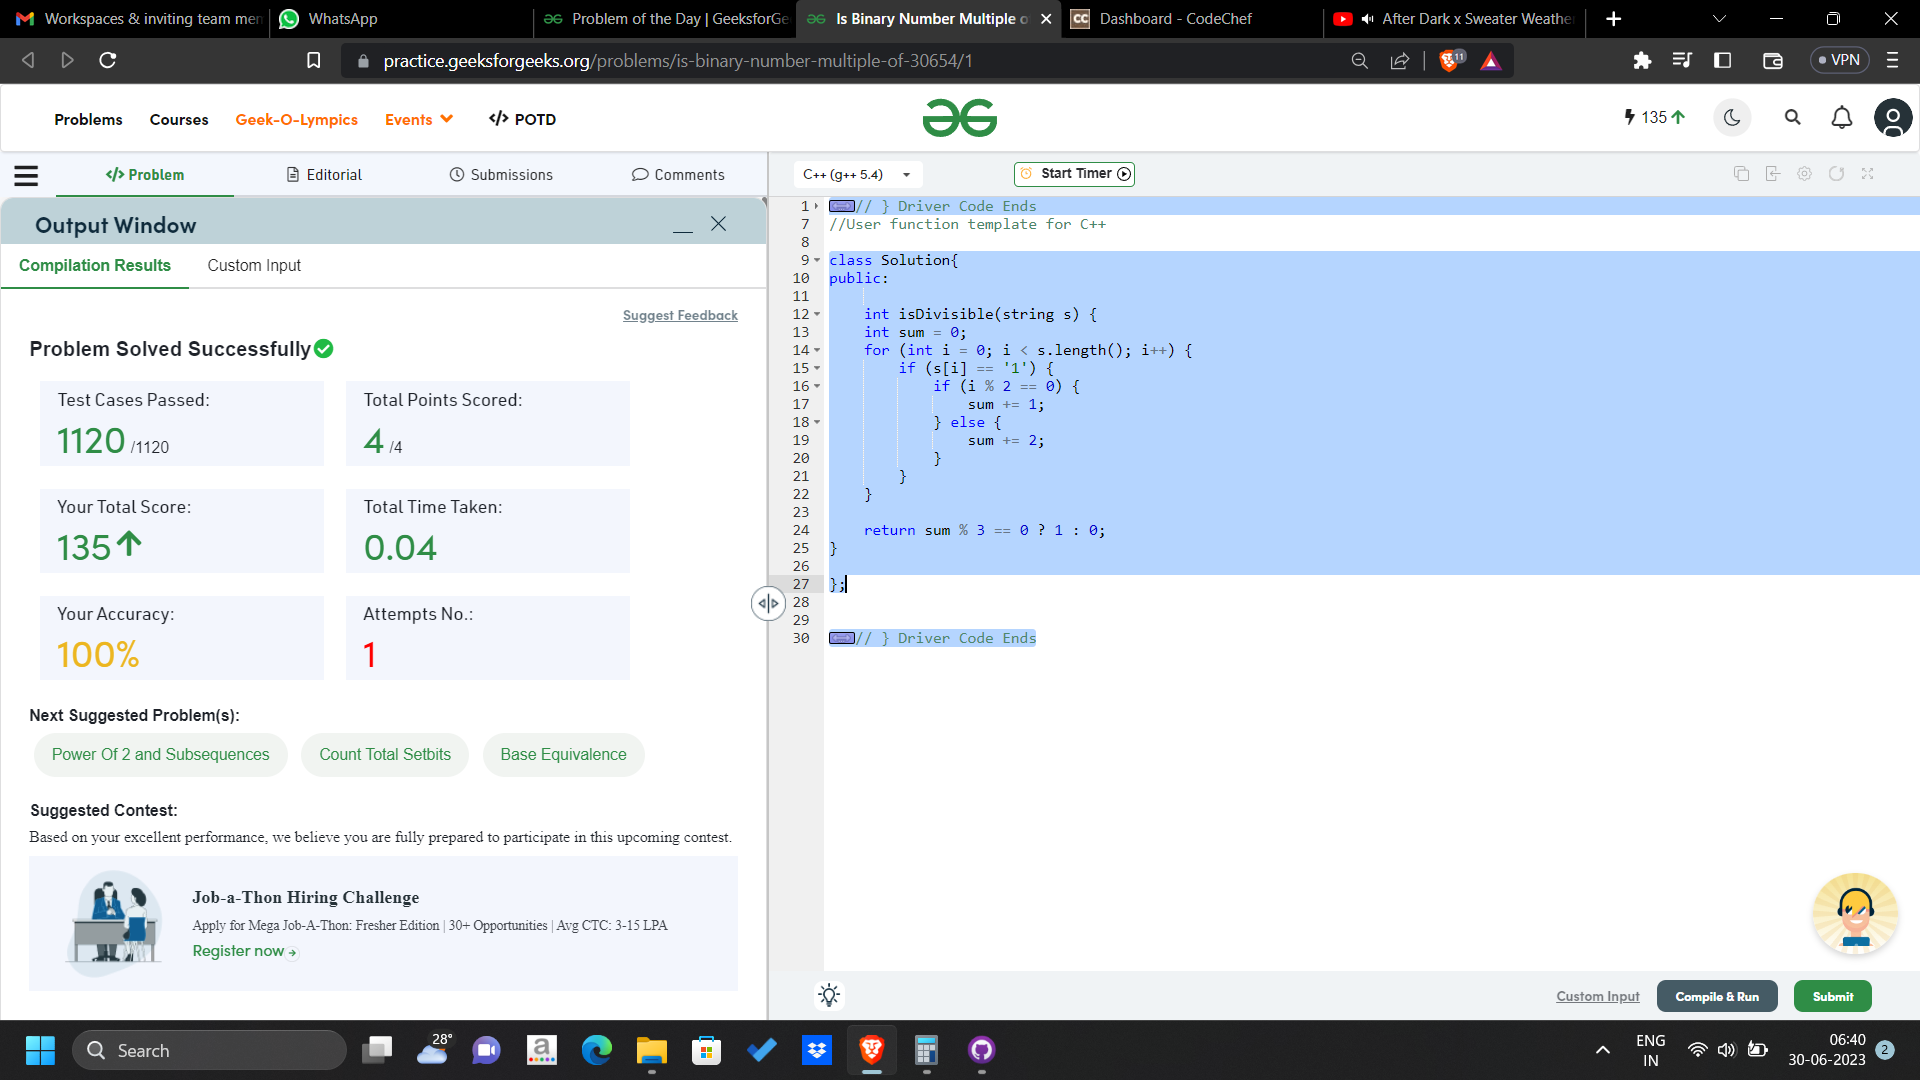 Workspaces & inviting team mem
WhatsApp
Problem of the Day | GeeksforGe
Is Binary Number Multiple o
CC Dashboard - CodeChef
After Dark x Sweater Weathe
practice.geeksforgeeks.org/problems/is-binary-number-multiple-of-30654/1
11
VPN
Problems
Courses
Geek-O-Lympics
Events
</> POTD
135
</> Problem
Editorial
Submissions
Comments
C++ (g++ 5.4)
Start Timer
Output Window
Compilation Results
Custom Input
Suggest Feedback
Problem Solved Successfully
Test Cases Passed:
1120 /1120
Total Points Scored:
4 /4
Your Total Score:
135
Total Time Taken:
0.04
Your Accuracy:
100%
Attempts No.:
1
Next Suggested Problem(s):
Power Of 2 and Subsequences
Count Total Setbits
Base Equivalence
Suggested Contest:
Based on your excellent performance, we believe you are fully prepared to participate in this upcoming contest.
Job-a-Thon Hiring Challenge
Apply for Mega Job-A-Thon: Fresher Edition | 30+ Opportunities | Avg CTC: 3-15 LPA
Register now
1 // } Driver Code Ends
7 //User function template for C++
8
9 class Solution{
10 public:
11
12 int isDivisible(string s) {
13 int sum = 0;
14 for (int i = 0; i < s.length(); i++) {
15 if (s[i] == '1') {
16 if (i % 2 == 0) {
17 sum += 1;
18 } else {
19 sum += 2;
20 }
21 }
22 }
23
24 return sum % 3 == 0 ? 1 : 0;
25 }
26
27 };
28
29
30 // } Driver Code Ends
Custom Input
Compile & Run
Submit
Search
28°
a
ENG
IN
06:40
30-06-2023
2